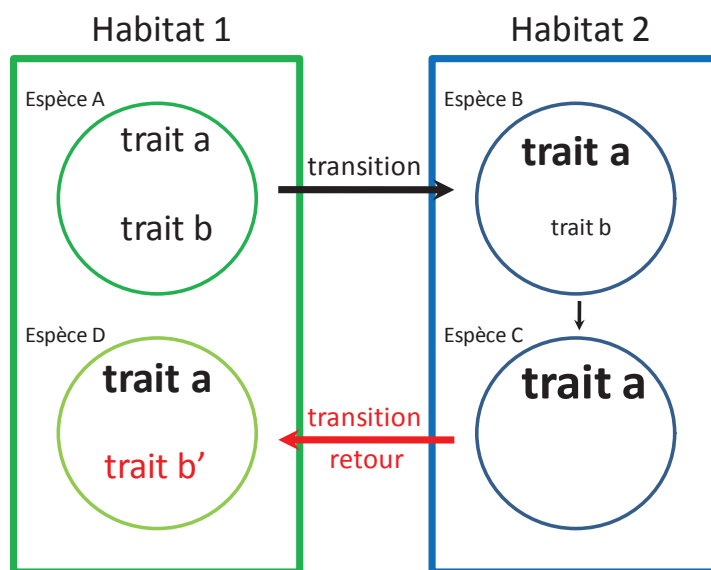 Habitat 1
Habitat 2
Espèce A
trait a
trait b
transition
Espèce B
trait a
trait b
Espèce D
trait a
trait b’
transition
retour
Espèce C
trait a